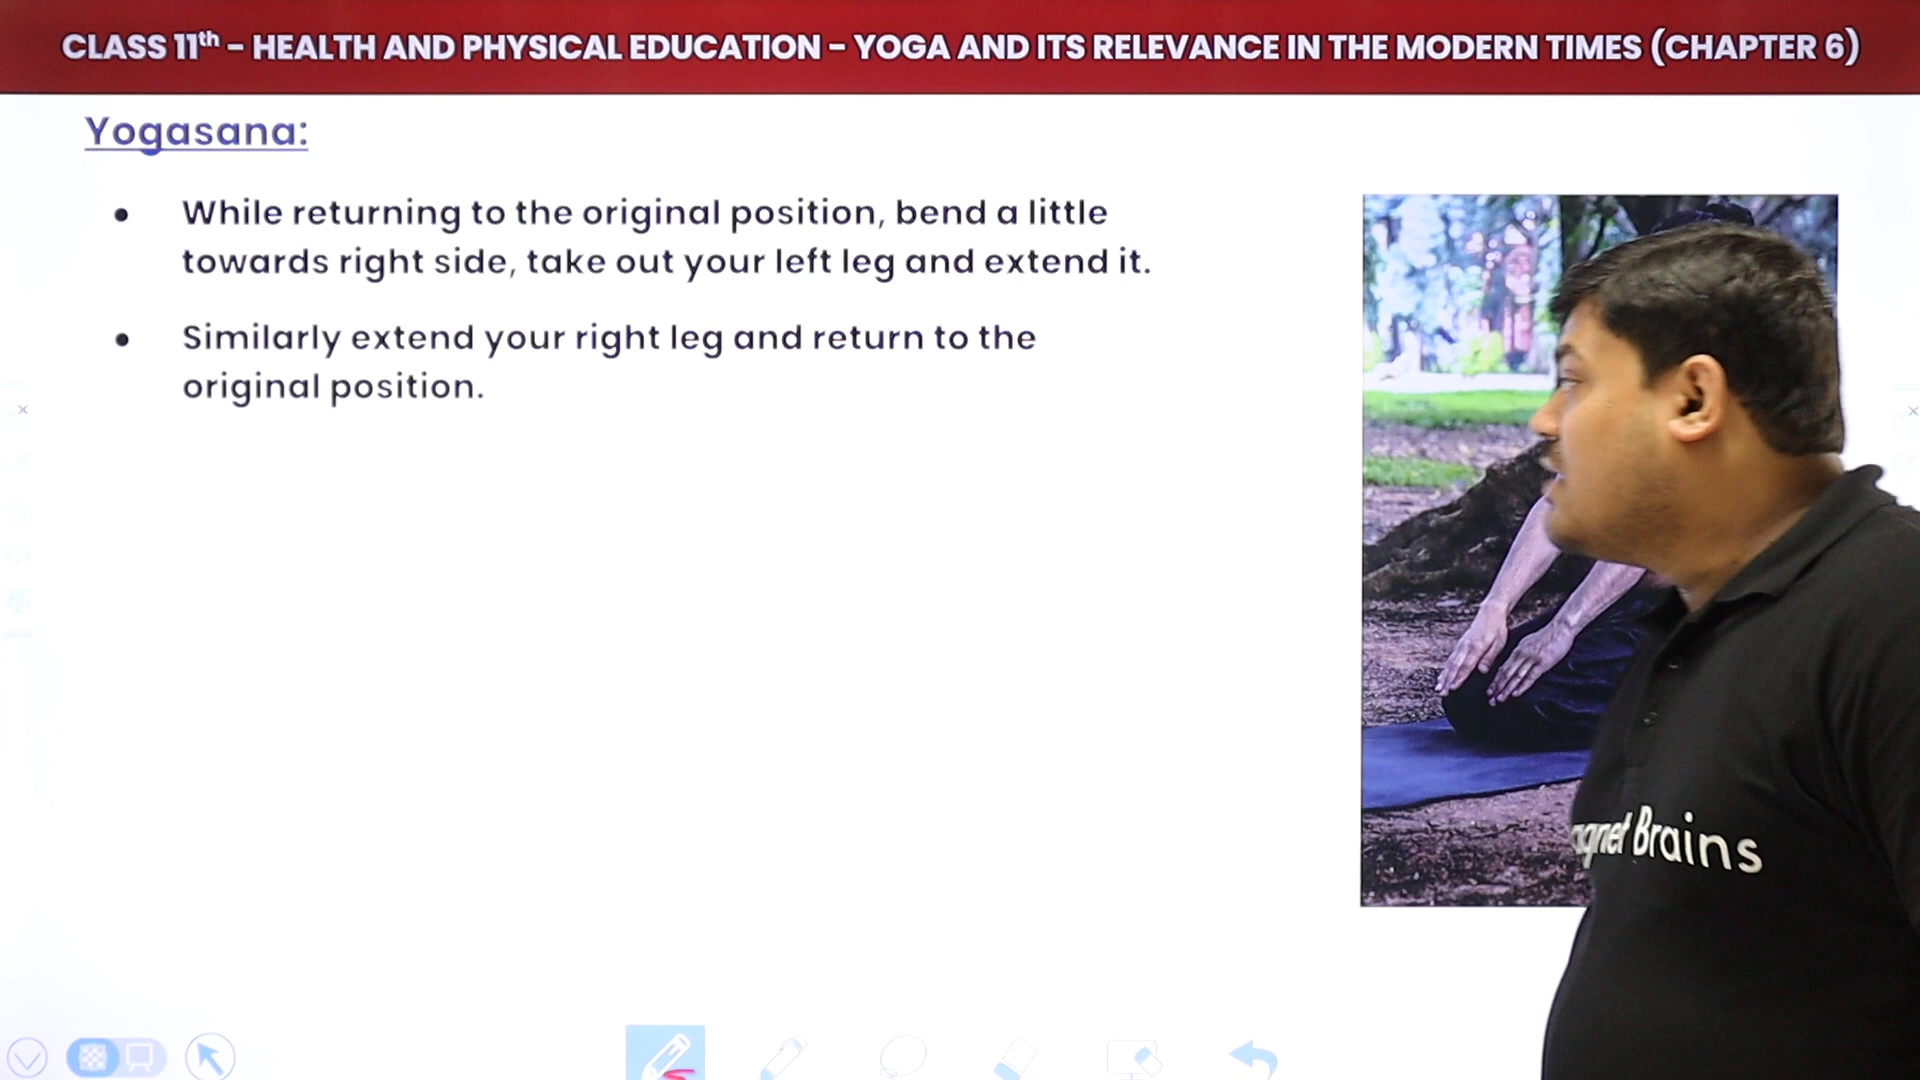 CLASS 11th – HEALTH AND PHYSICAL EDUCATION – YOGA AND ITS RELEVANCE IN THE MODERN TIMES (CHAPTER 6)
Yogasana:
• While returning to the original position, bend a little
towards right side, take out your left leg and extend it.
• Similarly extend your right leg and return to the
original position.
Brains